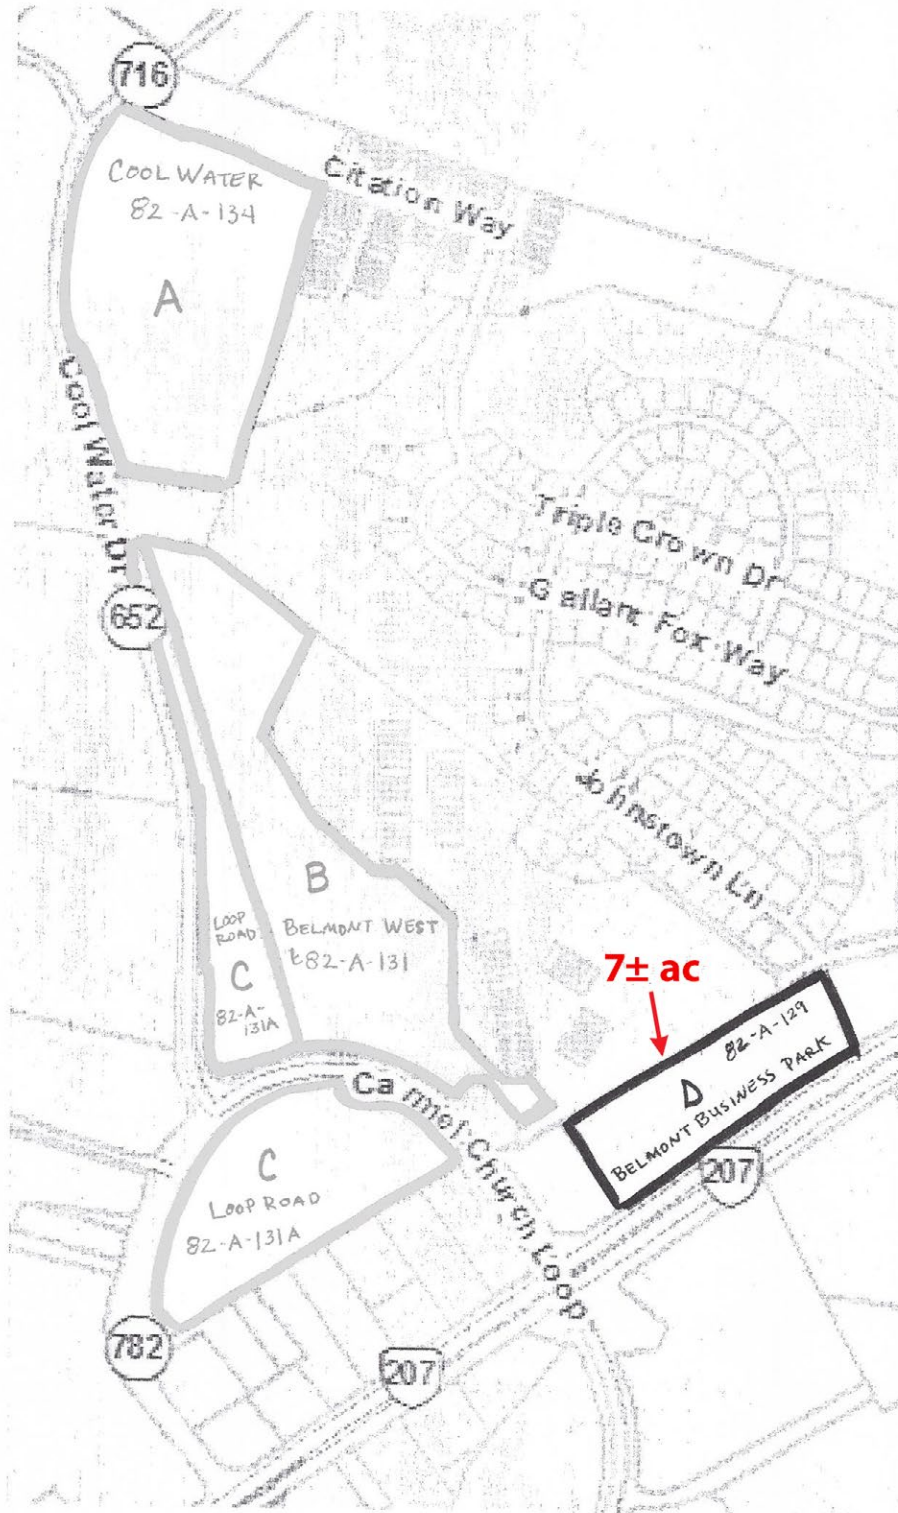 716
COOL WATER
82-A-134
A
Citation Way
Cool Water Dr
652
Triple Crown Dr
Gallant Fox Way
Johnstown Ln
B
BELMONT WEST
82-A-131
LOOP
ROAD
C
82-A-
131A
7± ac
82-A-129
D
BELMONT BUSINESS PARK
207
Carmel Church Loop
C
LOOP ROAD
82-A-131A
782
207